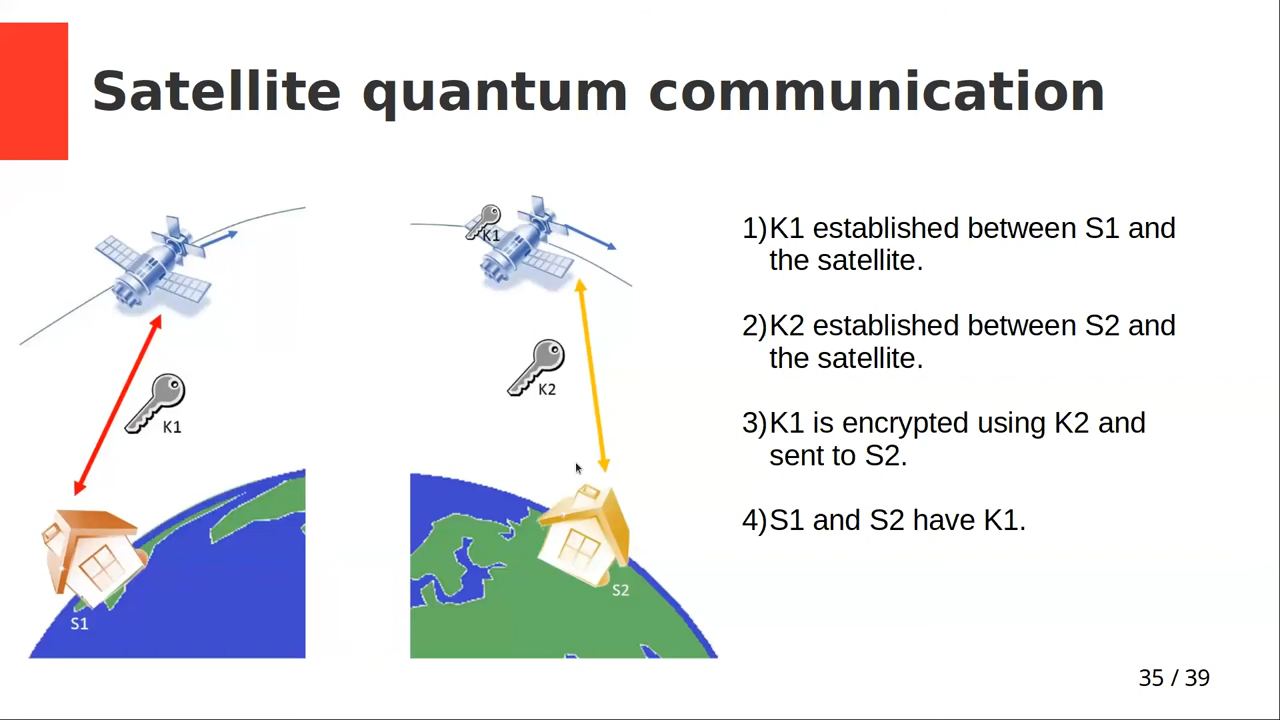 Satellite quantum communication
K1
K1
S1
K2
S2
1)K1 established between S1 and
the satellite.
2)K2 established between S2 and
the satellite.
3)K1 is encrypted using K2 and
sent to S2.
4)S1 and S2 have K1.
35 / 39